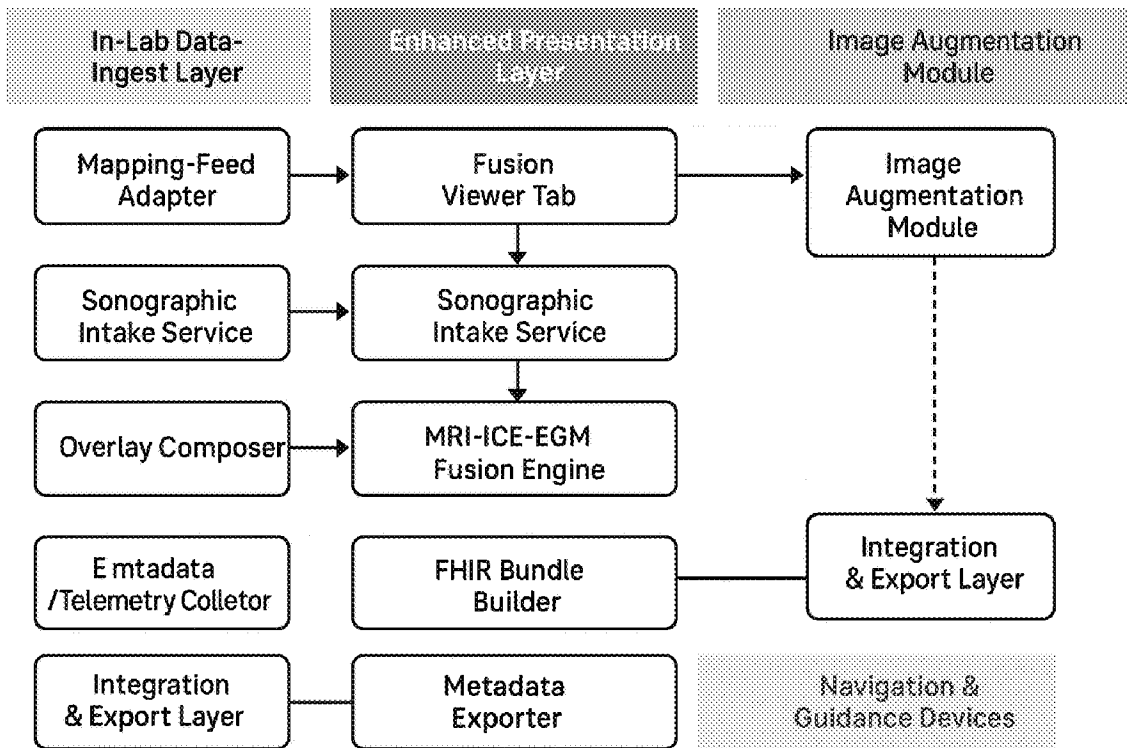 In-Lab Data-
Ingest Layer
Enhanced Presentation
Layer
Image Augmentation
Module
Mapping-Feed
Adapter
Fusion
Viewer Tab
Image
Augmentation
Module
Sonographic
Intake Service
Sonographic
Intake Service
Overlay Composer
MRI-ICE-EGM
Fusion Engine
Emtadata
/Telemetry Colletor
FHIR Bundle
Builder
Integration
& Export Layer
Integration
& Export Layer
Metadata
Exporter
Navigation &
Guidance Devices